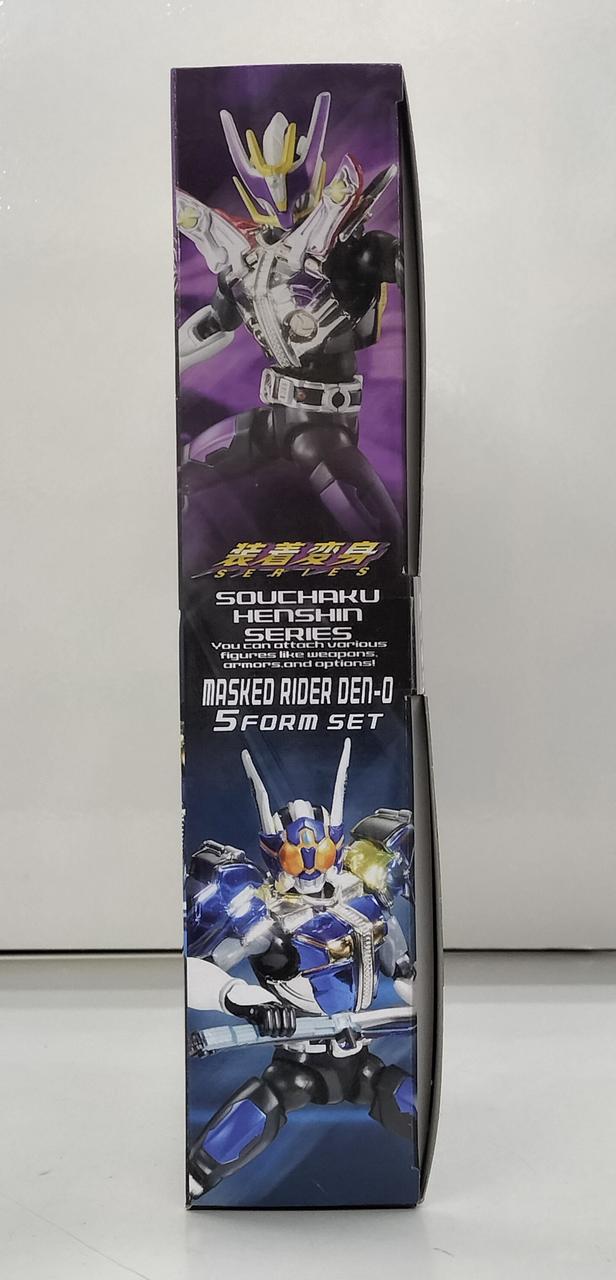 装着変身
SERIES
SOUCHAKU
HENSHIN
SERIES
You can attach various
figures like weapons,
armors,and options!
MASKED RIDER DEN-O
5 FORM SET